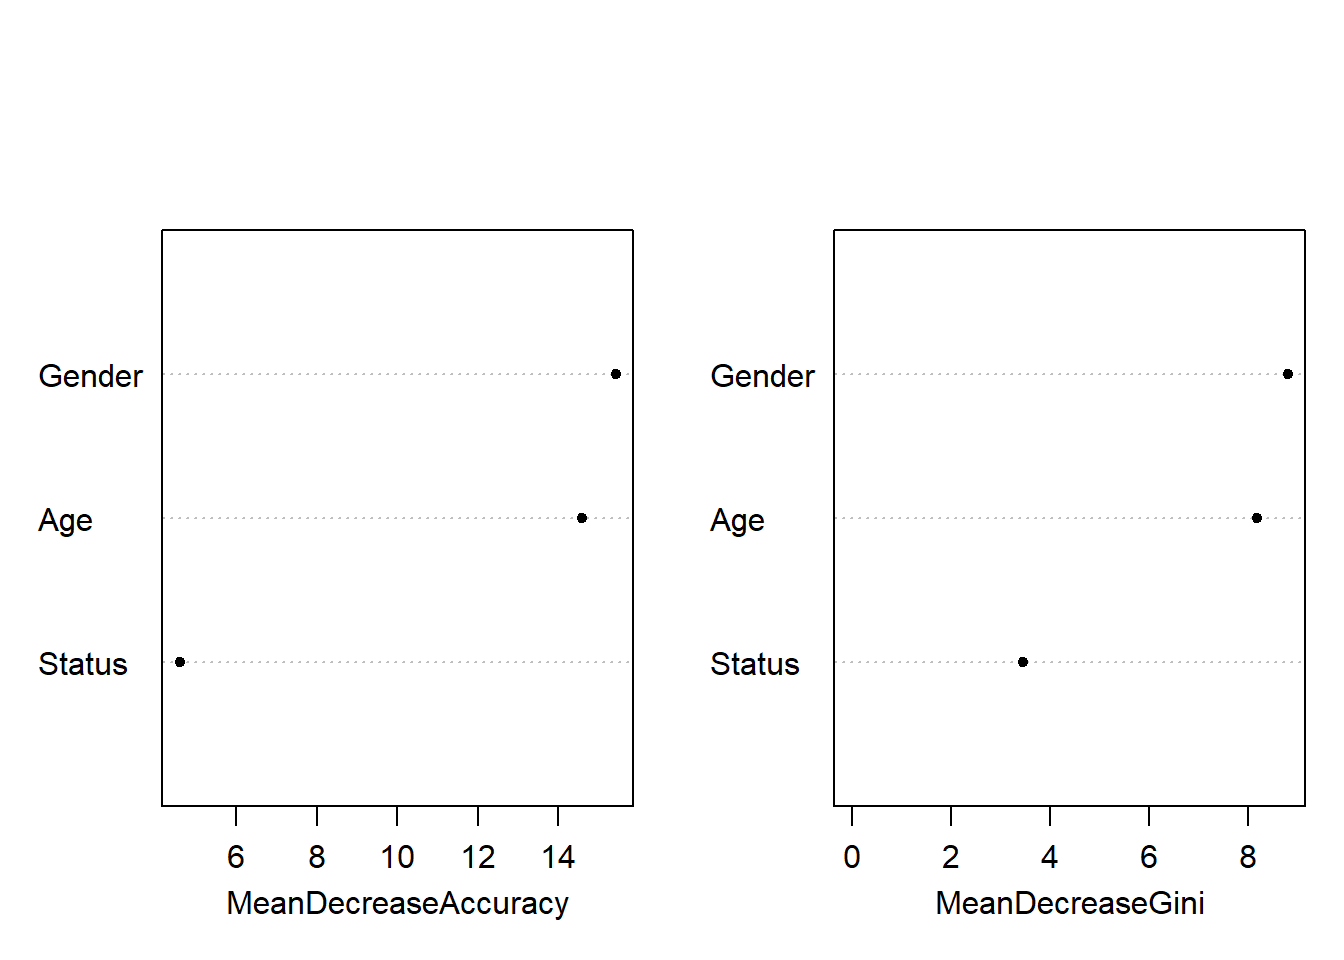 Gender
Age
Status
6 8 10 12 14
MeanDecreaseAccuracy
Gender
Age
Status
0 2 4 6 8
MeanDecreaseGini